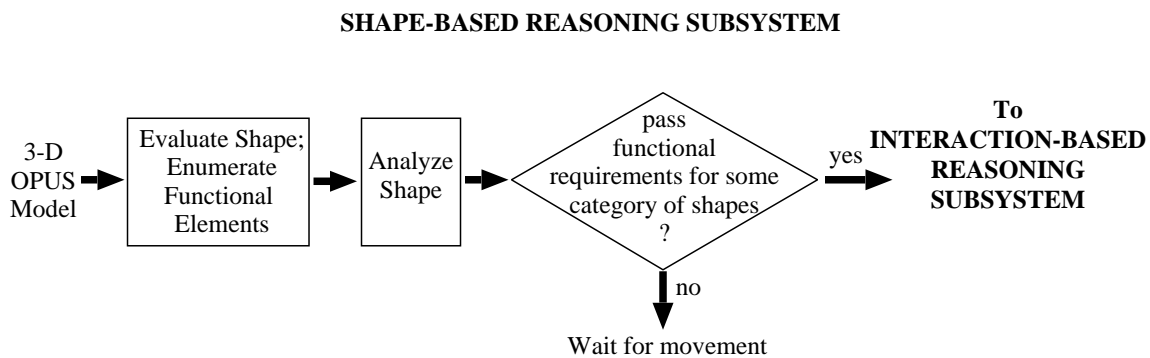 SHAPE-BASED REASONING SUBSYSTEM
3-D
OPUS
Model
Evaluate Shape;
Enumerate
Functional
Elements
Analyze
Shape
pass
functional
requirements for some
category of shapes
?
yes
To
INTERACTION-BASED
REASONING
SUBSYSTEM
no
Wait for movement